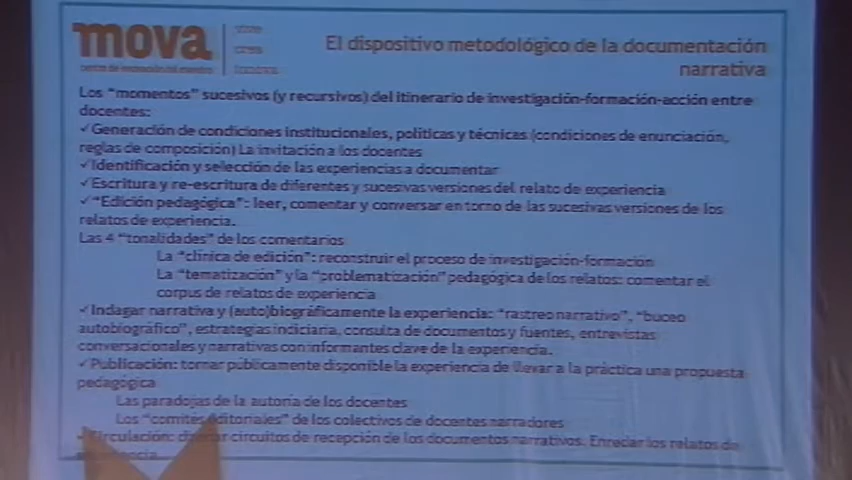 mova
vive
crea
centro de innovación del maestro
El dispositivo metodológico de la documentación
narrativa
Los "momentos" sucesivos (y recursivos) del itinerario de investigación-formación-acción entre
docentes:
✓Generación de condiciones institucionales, políticas y técnicas (condiciones de enunciación,
reglas de composición) La invitación a los docentes
✓Identificación y selección de las experiencias a documentar
✓Escritura y re-escritura de diferentes y sucesivas versiones del relato de experiencia
✓"Edición pedagógica": leer, comentar y conversar en torno de las sucesivas versiones de los
relatos de experiencia.
Las 4 "tonalidades" de los comentarios
La "clínica de edición": reconstruir el proceso de investigación-formación
La "tematización" y la "problematización" pedagógica de los relatos: comentar el
corpus de relatos de experiencia
✓Indagar narrativa y (auto)biográficamente la experiencia: "rastreo narrativo", "buceo
autobiográfico", estrategias indiciaria, consulta de documentos y fuentes, entrevistas
conversacionales y narrativas con informantes clave de la experiencia.
✓Publicación: tornar públicamente disponible la experiencia de llevar a la práctica una propuesta
pedagógica
Las paradojas de la autoría de los docentes
Los "comités editoriales" de los colectivos de docentes narradores
Circulación: circuitos de recepción de los documentos narrativos. Enredar los relatos de